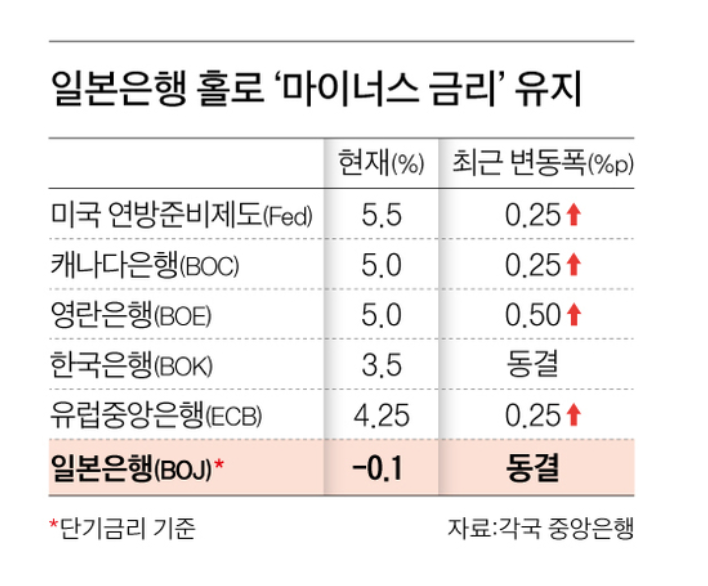 일본은행 홀로 ‘마이너스 금리’ 유지
현재(%) 최근 변동폭(%p)
미국 연방준비제도(Fed) 5.5 0.25⬆
캐나다은행(BOC) 5.0 0.25⬆
영란은행(BOE) 5.0 0.50⬆
한국은행(BOK) 3.5 동결
유럽중앙은행(ECB) 4.25 0.25⬆
일본은행(BOJ)* -0.1 동결
*단기금리 기준 자료:각국 중앙은행